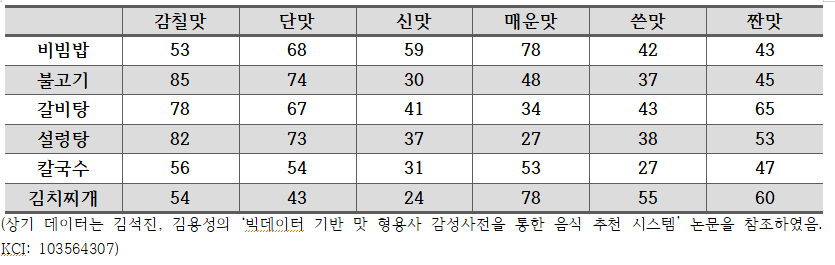 감칠맛 단맛 신맛 매운맛 쓴맛 짠맛
비빔밥 53 68 59 78 42 43
불고기 85 74 30 48 37 45
갈비탕 78 67 41 34 43 65
설렁탕 82 73 37 27 38 53
칼국수 56 54 31 53 27 47
김치찌개 54 43 24 78 55 60
(상기 데이터는 김석진, 김용성의 ‘빅데이터 기반 맛 형용사 감성사전을 통한 음식 추천 시스템’ 논문을 참조하였음.
KCI: 103564307)